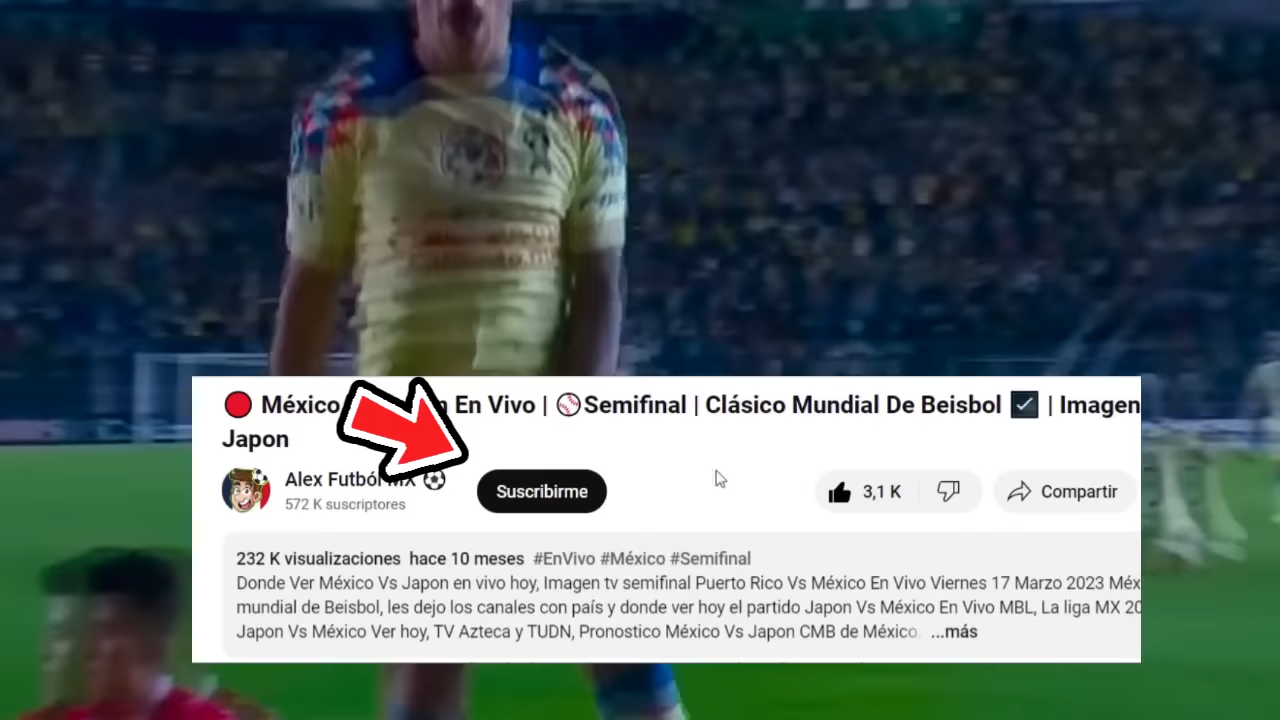 México n En Vivo | Semifinal | Clásico Mundial De Beisbol | Imagen
Japon
Alex Futbol MX
572 K suscriptores
Suscribirme
3,1 K
Compartir
232 K visualizaciones hace 10 meses #EnVivo #México #Semifinal
Donde Ver México Vs Japon en vivo hoy, Imagen tv semifinal Puerto Rico Vs México En Vivo Viernes 17 Marzo 2023 Méx
mundial de Beisbol, les dejo los canales con país y donde ver hoy el partido Japon Vs México En Vivo MBL, La liga MX 20
Japon Vs México Ver hoy, TV Azteca y TUDN, Pronostico México Vs Japon CMB de México. ...más